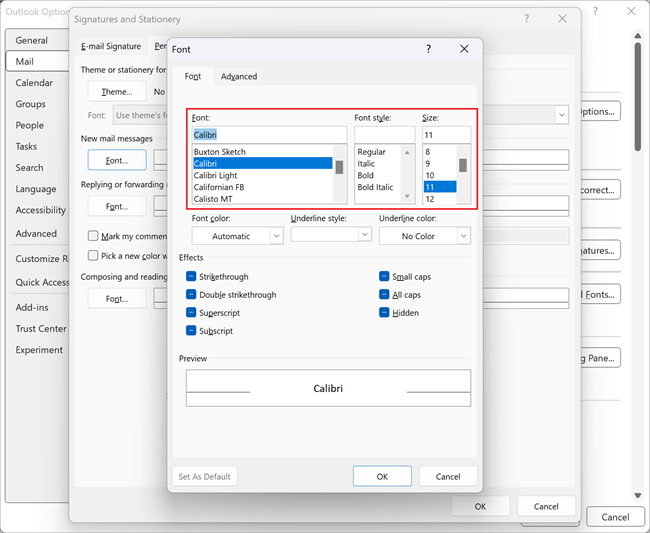 Outlook Option
?
General
Mail
Calendar
Groups
People
Tasks
Search
Language
Accessibility
Advanced
Customize R
Quick Access
Add-ins
Trust Center
Experiment
ptions...
orrect...
natures...
d Fonts...
g Pane...
Cancel
Signatures and Stationery
?
E-mail Signature
Per
Theme or stationery for
Theme...
No
Font:
Use theme's f
New mail messages
Font...
Replying or forwarding
Font...
Mark my commen
Pick a new color w
Composing and reading
Font...
OK
Cancel
Font
?
Font
Advanced
Font:
Font style:
Size:
Calibri
11
Buxton Sketch
Calibri
Calibri Light
Californian FB
Calisto MT
Regular
Italic
Bold
Bold Italic
8
9
10
11
12
Font color:
Underline style:
Underline color:
Automatic
No Color
Effects
Strikethrough
Double strikethrough
Superscript
Subscript
Small caps
All caps
Hidden
Preview
Calibri
Set As Default
OK
Cancel